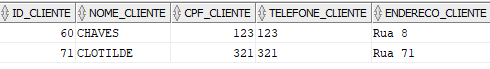 ID_CLIENTE NOME_CLIENTE CPF_CLIENTE TELEFONE_CLIENTE ENDERECO_CLIENTE
60 CHAVES 123 123 Rua 8
71 CLOTILDE 321 321 Rua 71